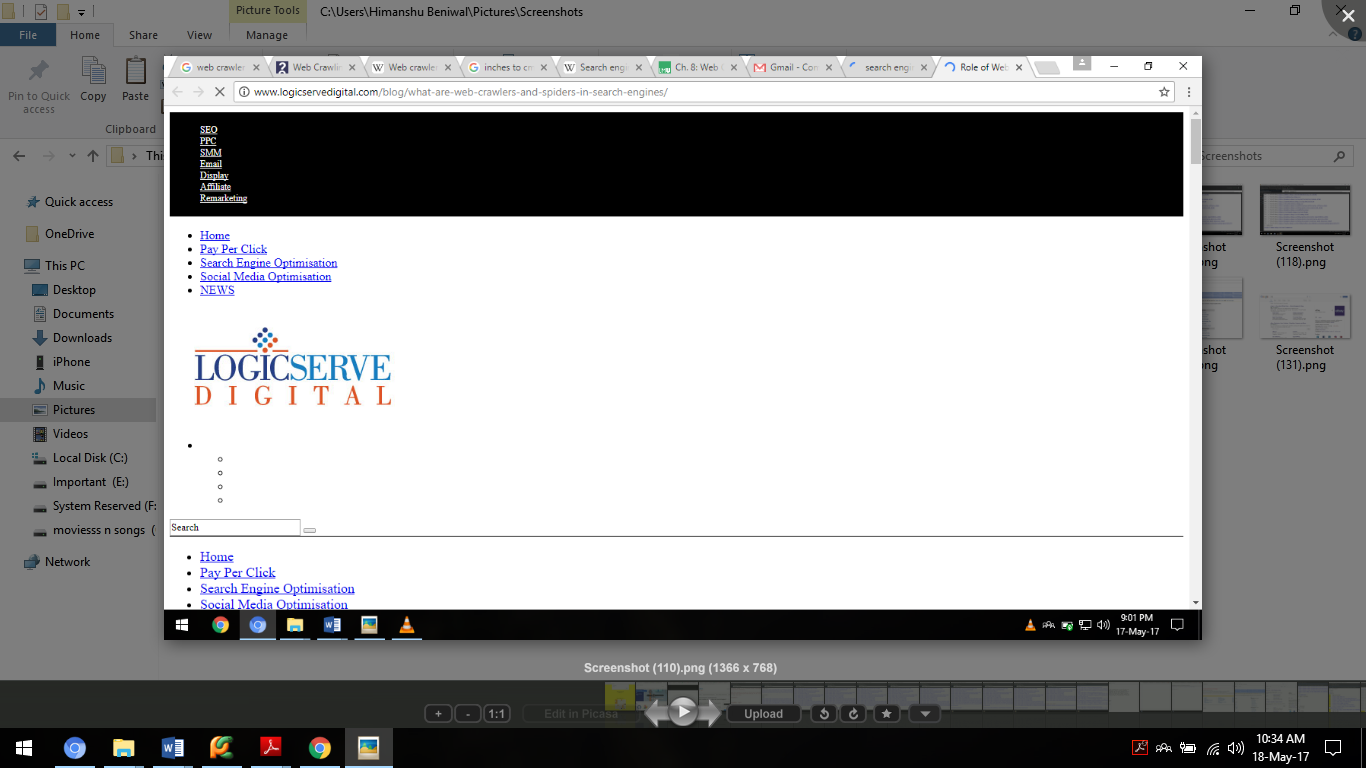 Picture Tools
C:\Users\Himanshu Beniwal\Pictures\Screenshots
File
Home
Share
View
Manage
Pin to Quick access
Copy
Paste
Clipboard
web crawler
Web Crawlin
Web crawle
inches to cm
Search engi
Ch. 8: Web C
Gmail - Con
search engi
Role of Web
www.logicservedigital.com/blog/what-are-web-crawlers-and-spiders-in-search-engines/
SEO
PPC
SMM
Email
Display
Affiliate
Remarketing
Home
Pay Per Click
Search Engine Optimisation
Social Media Optimisation
NEWS
LOGICSERVE
DIGITAL
Search
Home
Pay Per Click
Search Engine Optimisation
Social Media Optimisation
9:01 PM
17-May-17
This
Screenshots
Quick access
OneDrive
This PC
Desktop
Documents
Downloads
iPhone
Music
Pictures
Videos
Local Disk (C:)
Important (E:)
System Reserved (F:
moviesss n songs (
Network
shot
ng
Screenshot
(118).png
shot
ng
Screenshot
(131).png
Screenshot (110).png (1366 x 768)
+
-
1:1
Edit in Picasa
Upload
10:34 AM
18-May-17